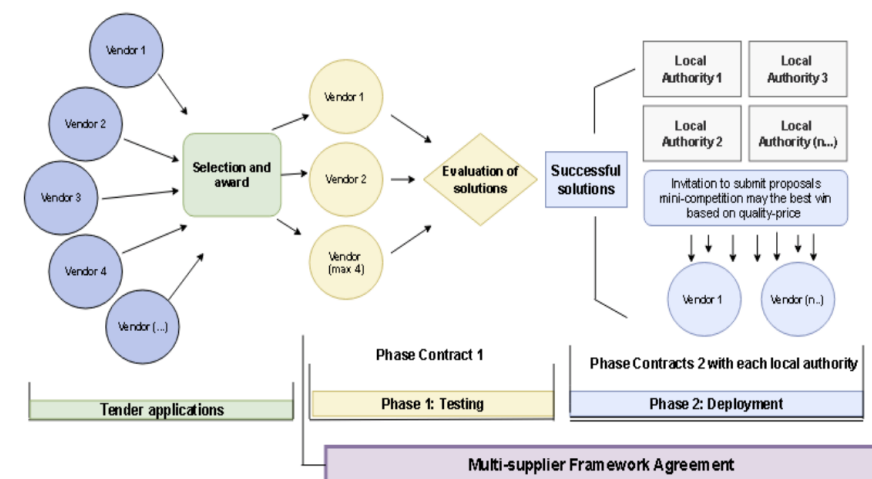 Vendor 1
Vendor 2
Vendor 3
Vendor 4
Vendor (...)
Selection and
award
Vendor 1
Vendor 2
Vendor
(max 4)
Evaluation of
solutions
Successful
solutions
Local
Authority 1
Local
Authority 3
Local
Authority 2
Local
Authority (n...)
Invitation to submit proposals
mini-competition may the best win
based on quality-price
Vendor 1
Vendor (n..)
Phase Contract 1
Phase Contracts 2 with each local authority
Tender applications
Phase 1: Testing
Phase 2: Deployment
Multi-supplier Framework Agreement